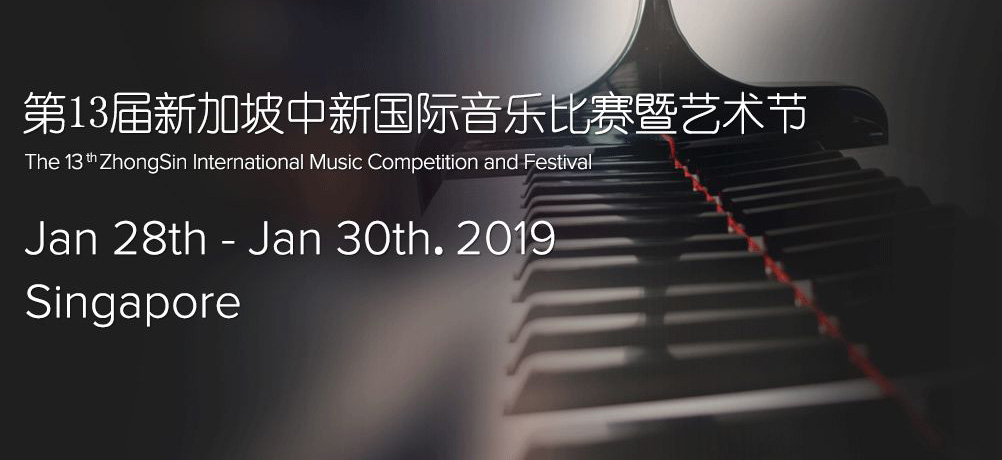 第13届新加坡中新国际音乐比赛暨艺术节
The 13th ZhongSin International Music Competition and Festival
Jan 28th - Jan 30th. 2019
Singapore